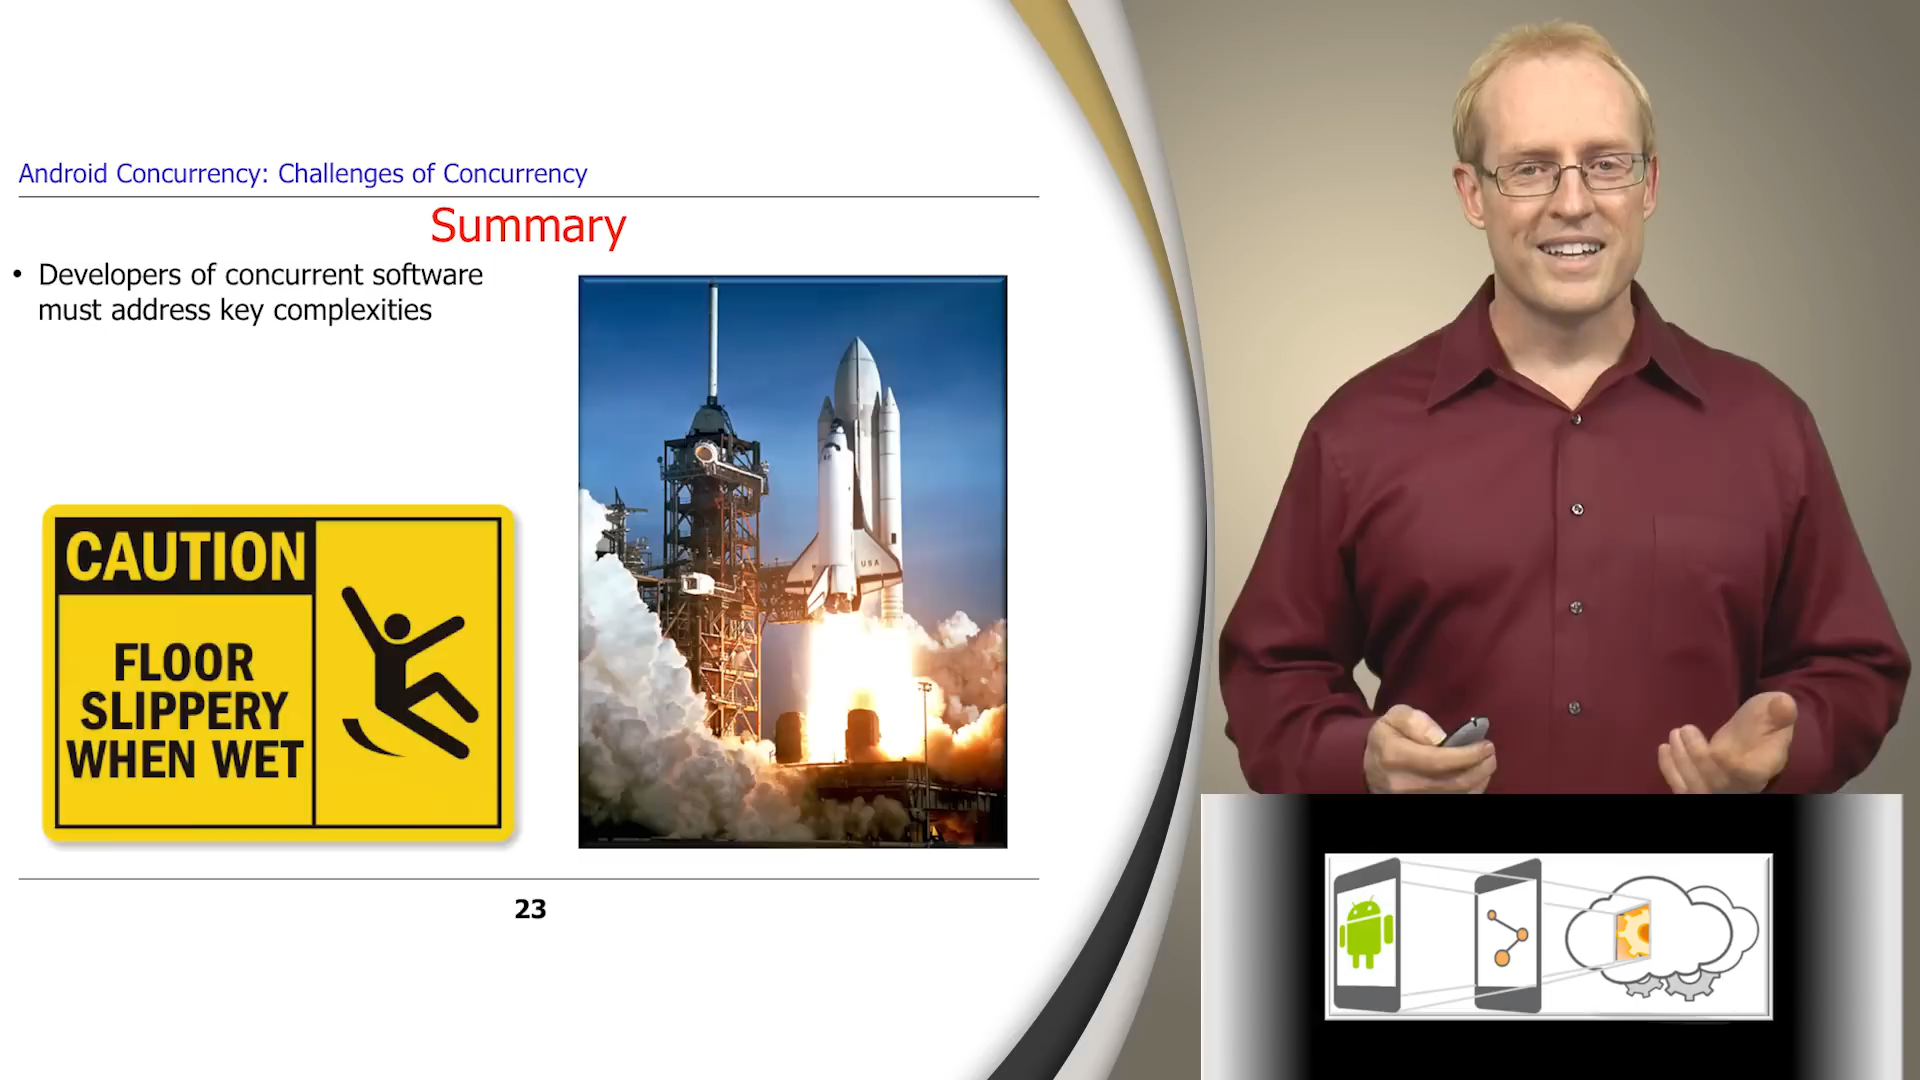 Android Concurrency: Challenges of Concurrency
Summary
• Developers of concurrent software
must address key complexities
CAUTION
FLOOR
SLIPPERY
WHEN WET
USA
23